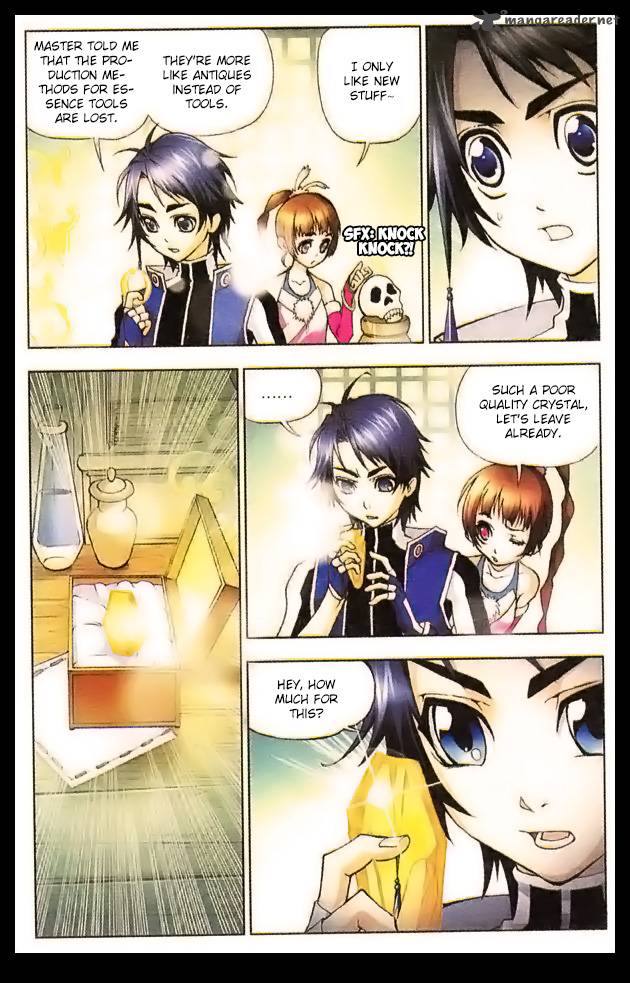 mangareader.net
MASTER TOLD ME
THAT THE PRO-
DUCTION ME-
THODS FOR ES-
SENCE TOOLS
ARE LOST.
THEY'RE MORE
LIKE ANTIQUES
INSTEAD OF
TOOLS.
I ONLY
LIKE NEW
STUFF~
SFX: KNOCK
KNOCK?!
......
SUCH A POOR
QUALITY CRYSTAL,
LET'S LEAVE
ALREADY.
HEY, HOW
MUCH FOR
THIS?